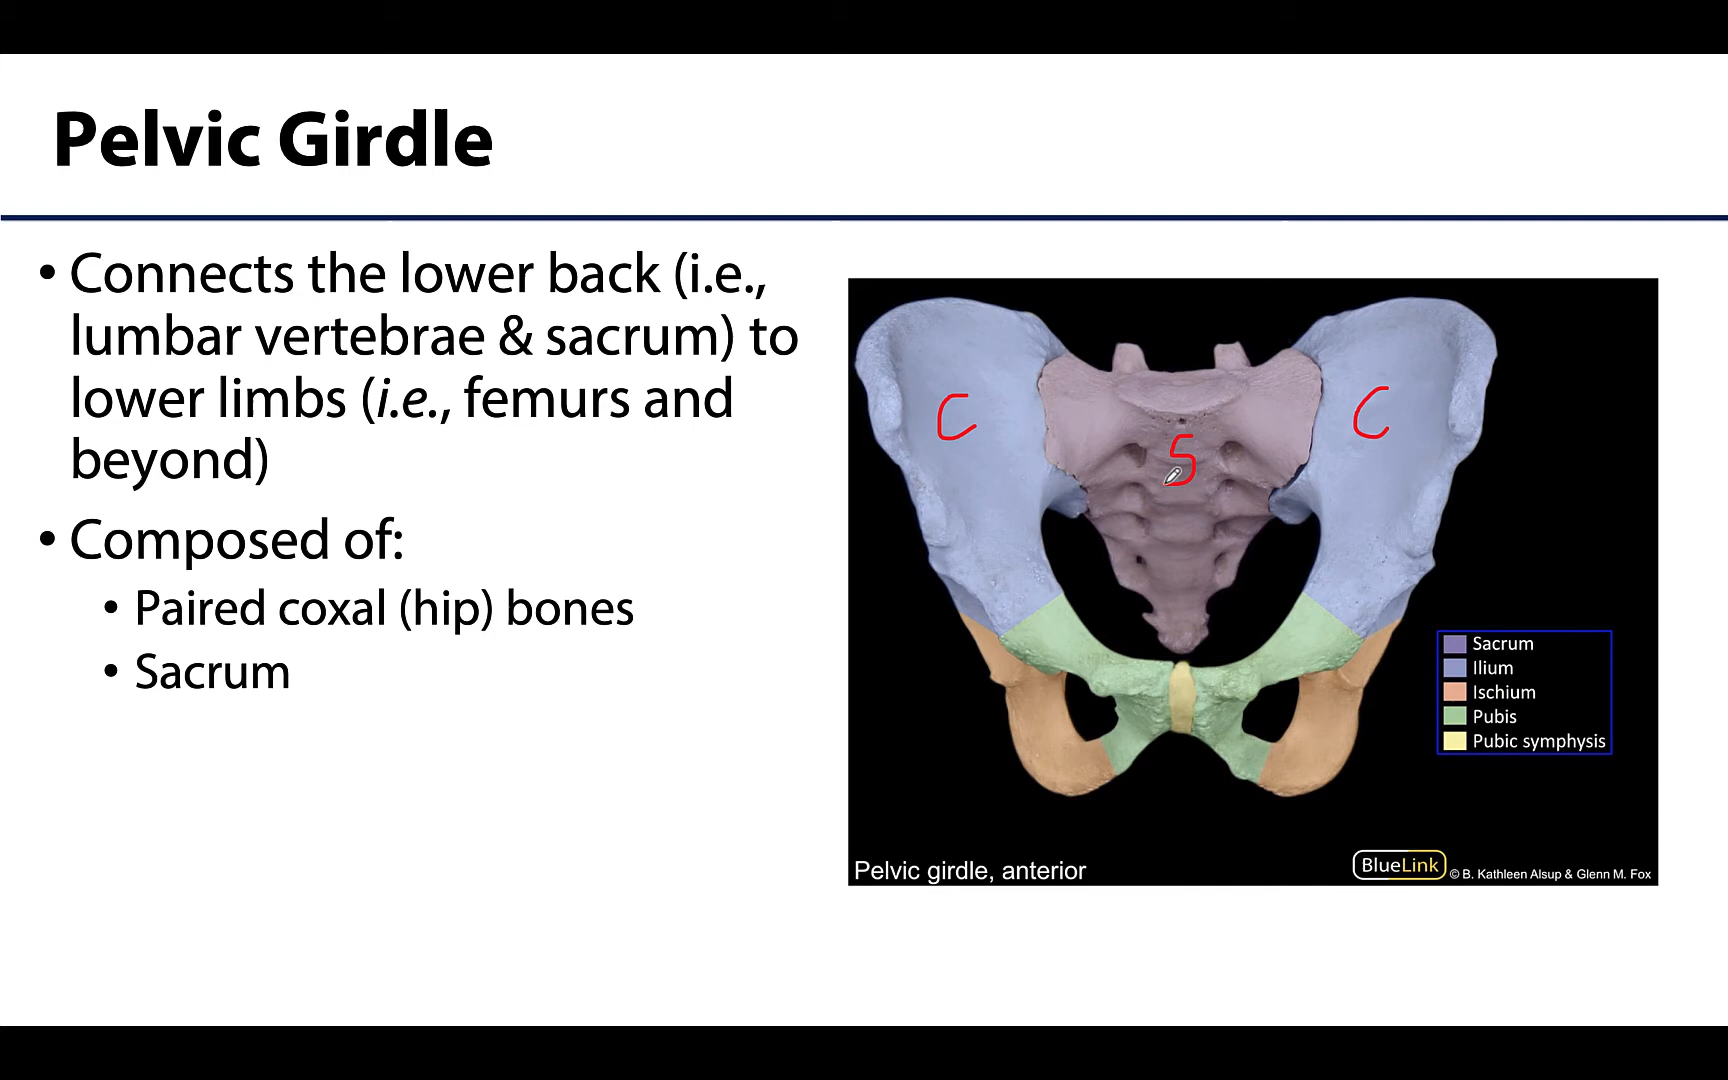 Pelvic Girdle
• Connects the lower back (i.e.,
lumbar vertebrae & sacrum) to
lower limbs (i.e., femurs and
beyond)
• Composed of:
• Paired coxal (hip) bones
• Sacrum
C
C
S
Sacrum
Ilium
Ischium
Pubis
Pubic symphysis
Pelvic girdle, anterior
BlueLink © B. Kathleen Alsup & Glenn M. Fox